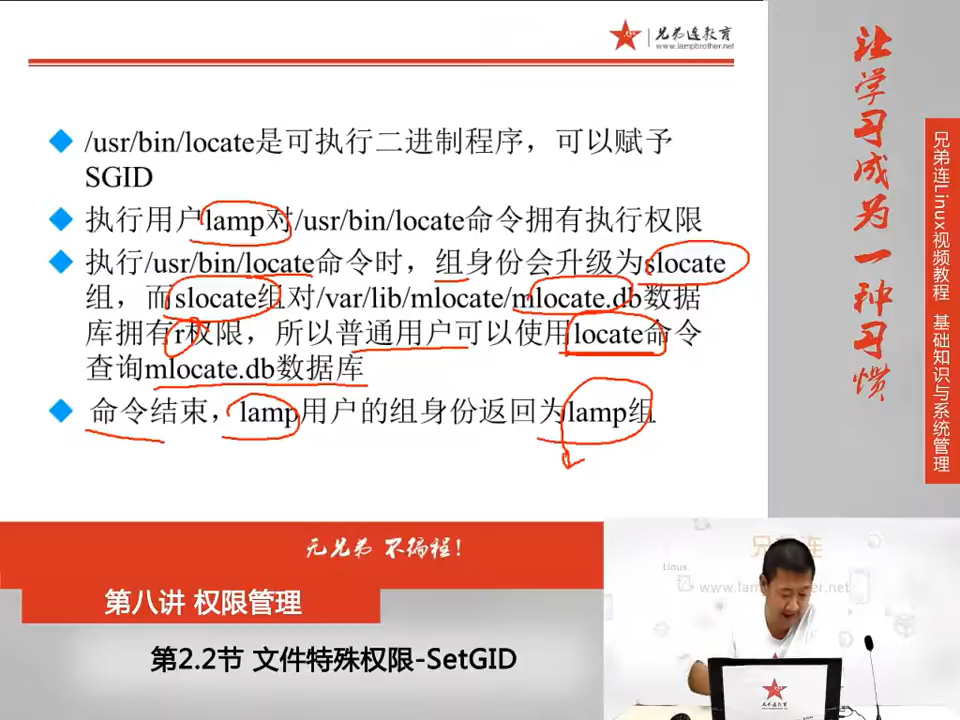 兄弟连教育
www.lampbrother.net
/usr/bin/locate是可执行二进制程序，可以赋予
SGID
执行用户lamp对/usr/bin/locate命令拥有执行权限
执行/usr/bin/locate命令时，组身份会升级为slocate
组，而slocate组对/var/lib/mlocate/mlocate.db数据
库拥有r权限，所以普通用户可以使用locate命令
查询mlocate.db数据库
命令结束，lamp用户的组身份返回为lamp组
让学习成为一种习惯
兄弟连Linux视频教程 基础知识与系统管理
无兄弟 不编程！
第八讲 权限管理
第2.2节 文件特殊权限-SetGID
兄弟连
Linux
兄弟连教育